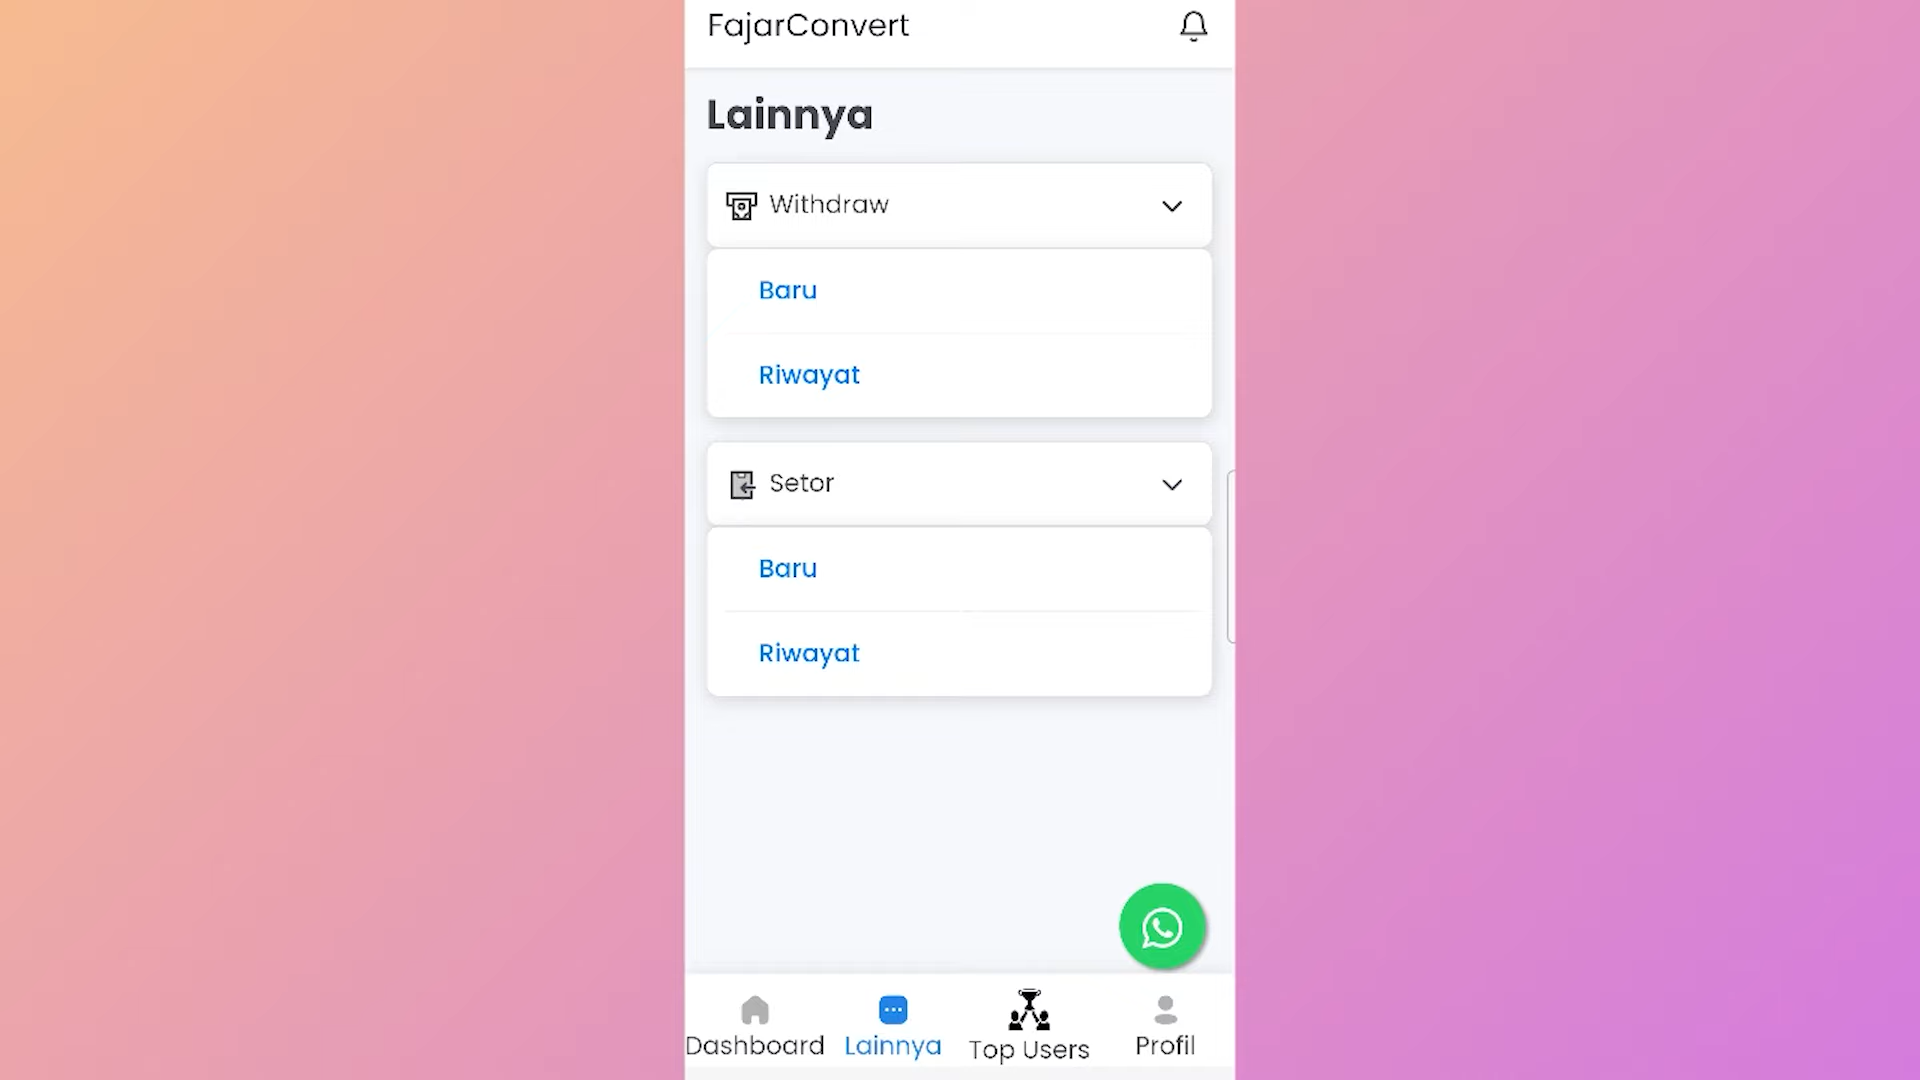 FajarConvert
Lainnya
Withdraw
Baru
Riwayat
Setor
Baru
Riwayat
Dashboard Lainnya Top Users Profil